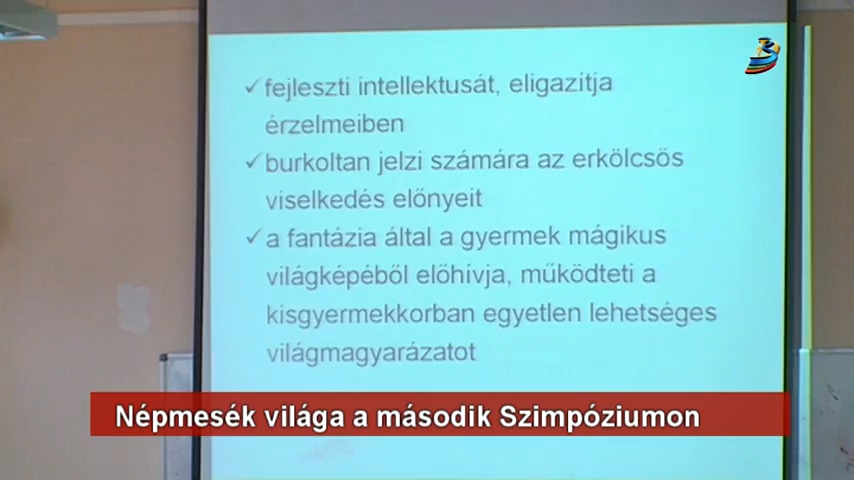 ✓fejleszti intellektusát, eligazítja
érzelmeiben
✓burkoltan jelzi számára az erkölcsös
viselkedés előnyeit
✓a fantázia által a gyermek mágikus
világképéből előhívja, működteti a
kisgyermekkorban egyetlen lehetséges
világmagyarázatot
Népmesék világa a második Szimpóziumon